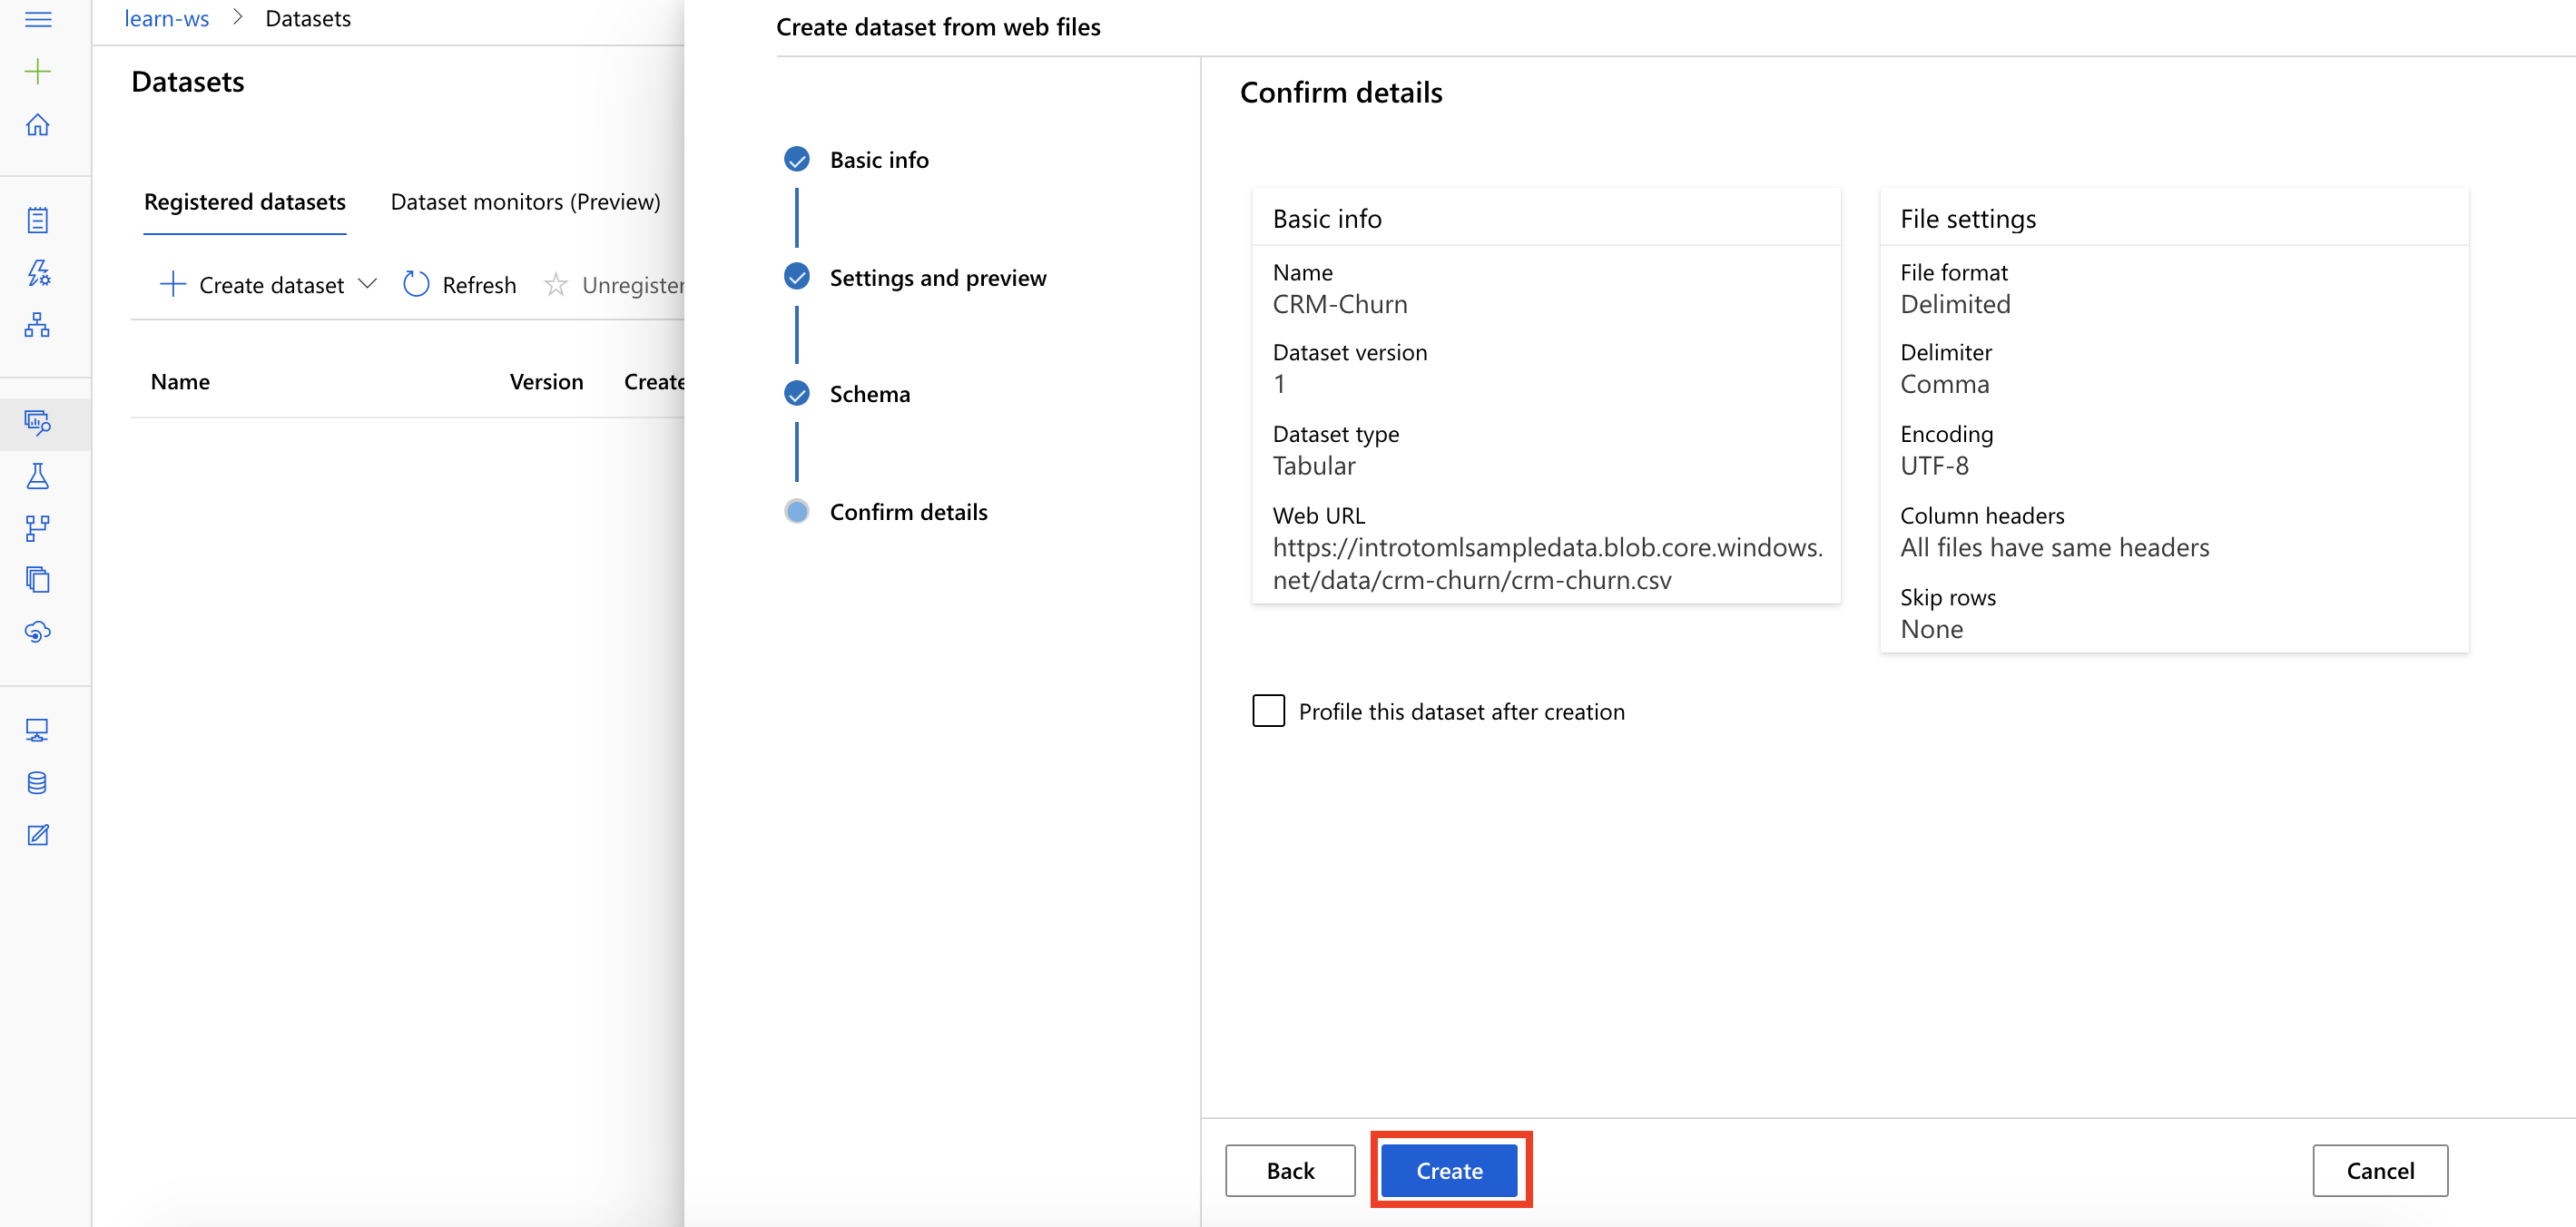 learn-ws > Datasets
Datasets
Registered datasets
Dataset monitors (Preview)
Create dataset
Refresh
Unregister
Name
Version
Create
Create dataset from web files
Basic info
Settings and preview
Schema
Confirm details
Confirm details
Basic info
Name
CRM-Churn
Dataset version
1
Dataset type
Tabular
Web URL
https://introtomlsampledata.blob.core.windows.
net/data/crm-churn/crm-churn.csv
File settings
File format
Delimited
Delimiter
Comma
Encoding
UTF-8
Column headers
All files have same headers
Skip rows
None
Profile this dataset after creation
Back
Create
Cancel